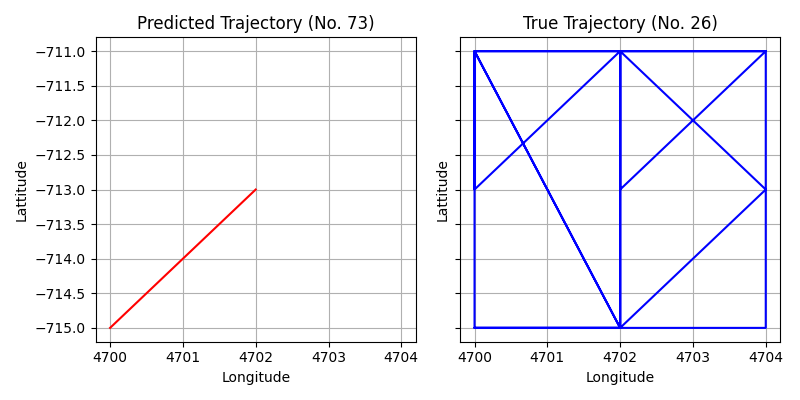 Predicted Trajectory (No. 73)
True Trajectory (No. 26)
−711.0
−711.5
−712.0
−712.5
−713.0
−713.5
−714.0
−714.5
−715.0
Lattitude
Lattitude
4700 4701 4702 4703 4704
4700 4701 4702 4703 4704
Longitude
Longitude